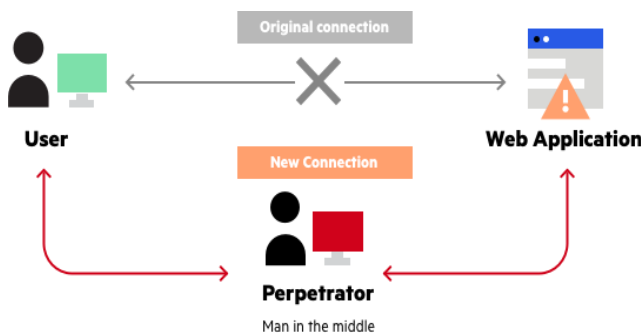 Original connection
User
Web Application
New Connection
Perpetrator
Man in the middle